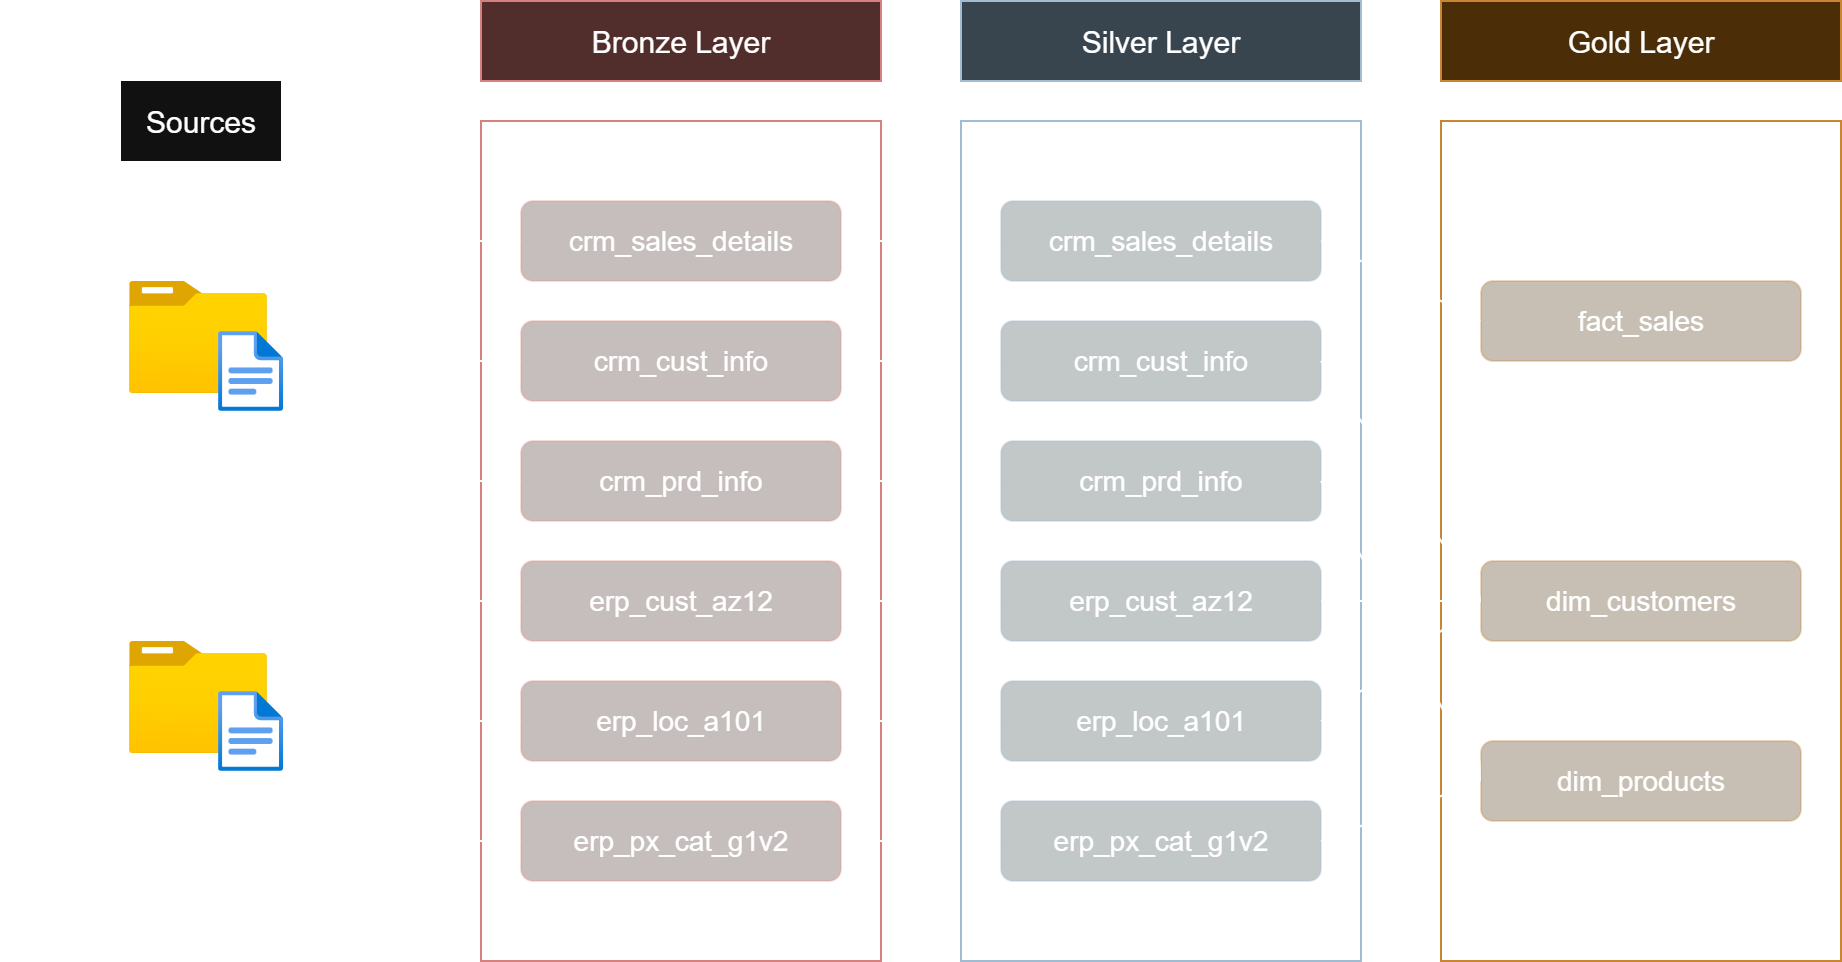 Sources
Bronze Layer
crm_sales_details
crm_cust_info
crm_prd_info
erp_cust_az12
erp_loc_a101
erp_px_cat_g1v2
Silver Layer
crm_sales_details
crm_cust_info
crm_prd_info
erp_cust_az12
erp_loc_a101
erp_px_cat_g1v2
Gold Layer
fact_sales
dim_customers
dim_products